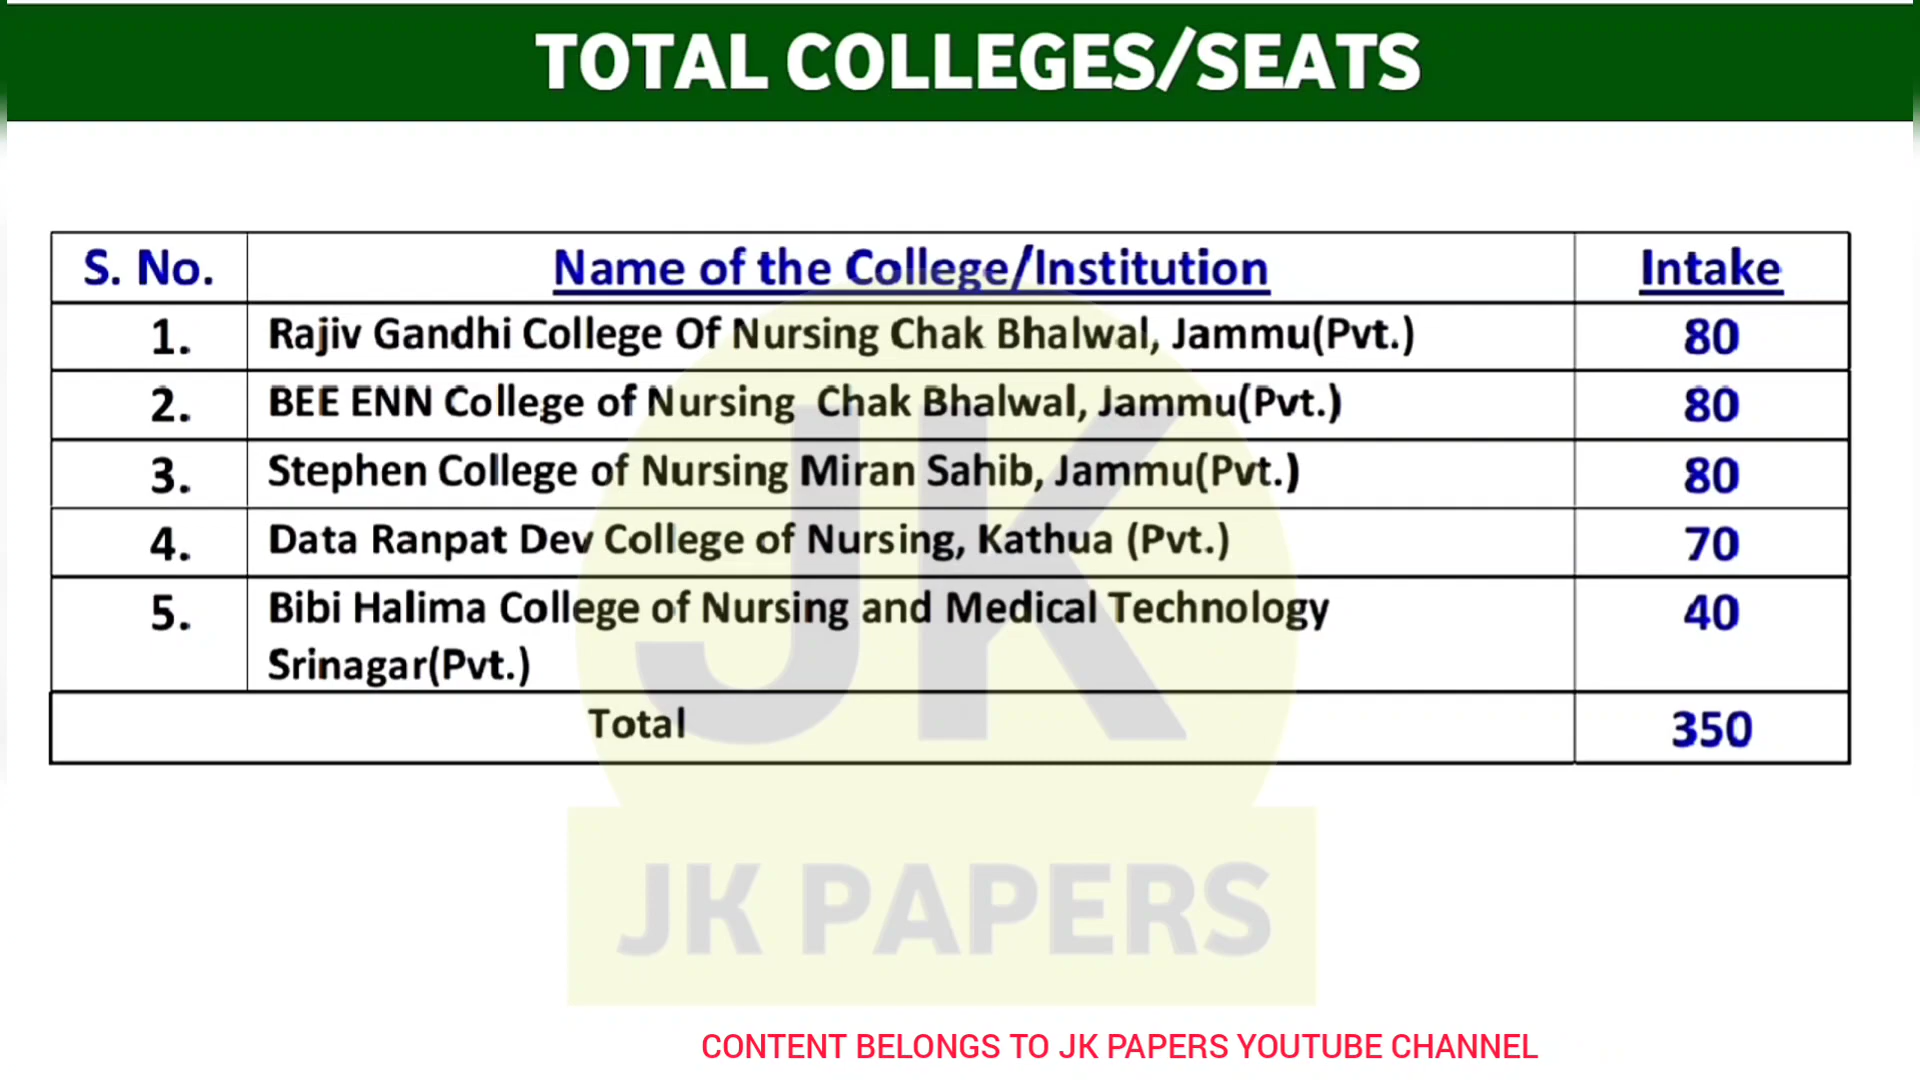 TOTAL COLLEGES/SEATS
S. No. Name of the College/Institution Intake
1. Rajiv Gandhi College Of Nursing Chak Bhalwal, Jammu(Pvt.) 80
2. BEE ENN College of Nursing Chak Bhalwal, Jammu(Pvt.) 80
3. Stephen College of Nursing Miran Sahib, Jammu(Pvt.) 80
4. Data Ranpat Dev College of Nursing, Kathua (Pvt.) 70
5. Bibi Halima College of Nursing and Medical Technology 40
Srinagar(Pvt.)
Total 350
JK
JK PAPERS
CONTENT BELONGS TO JK PAPERS YOUTUBE CHANNEL